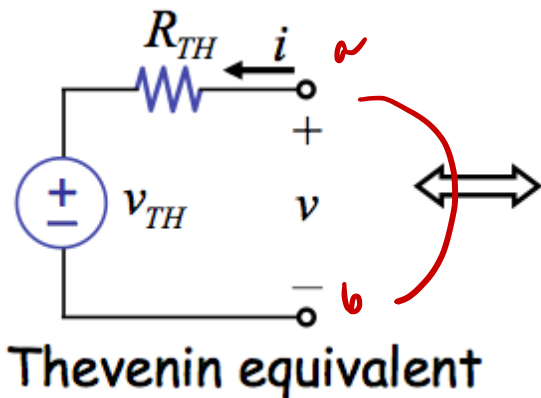 R_TH i a
+
+
− v_TH v
−
b
Thevenin equivalent